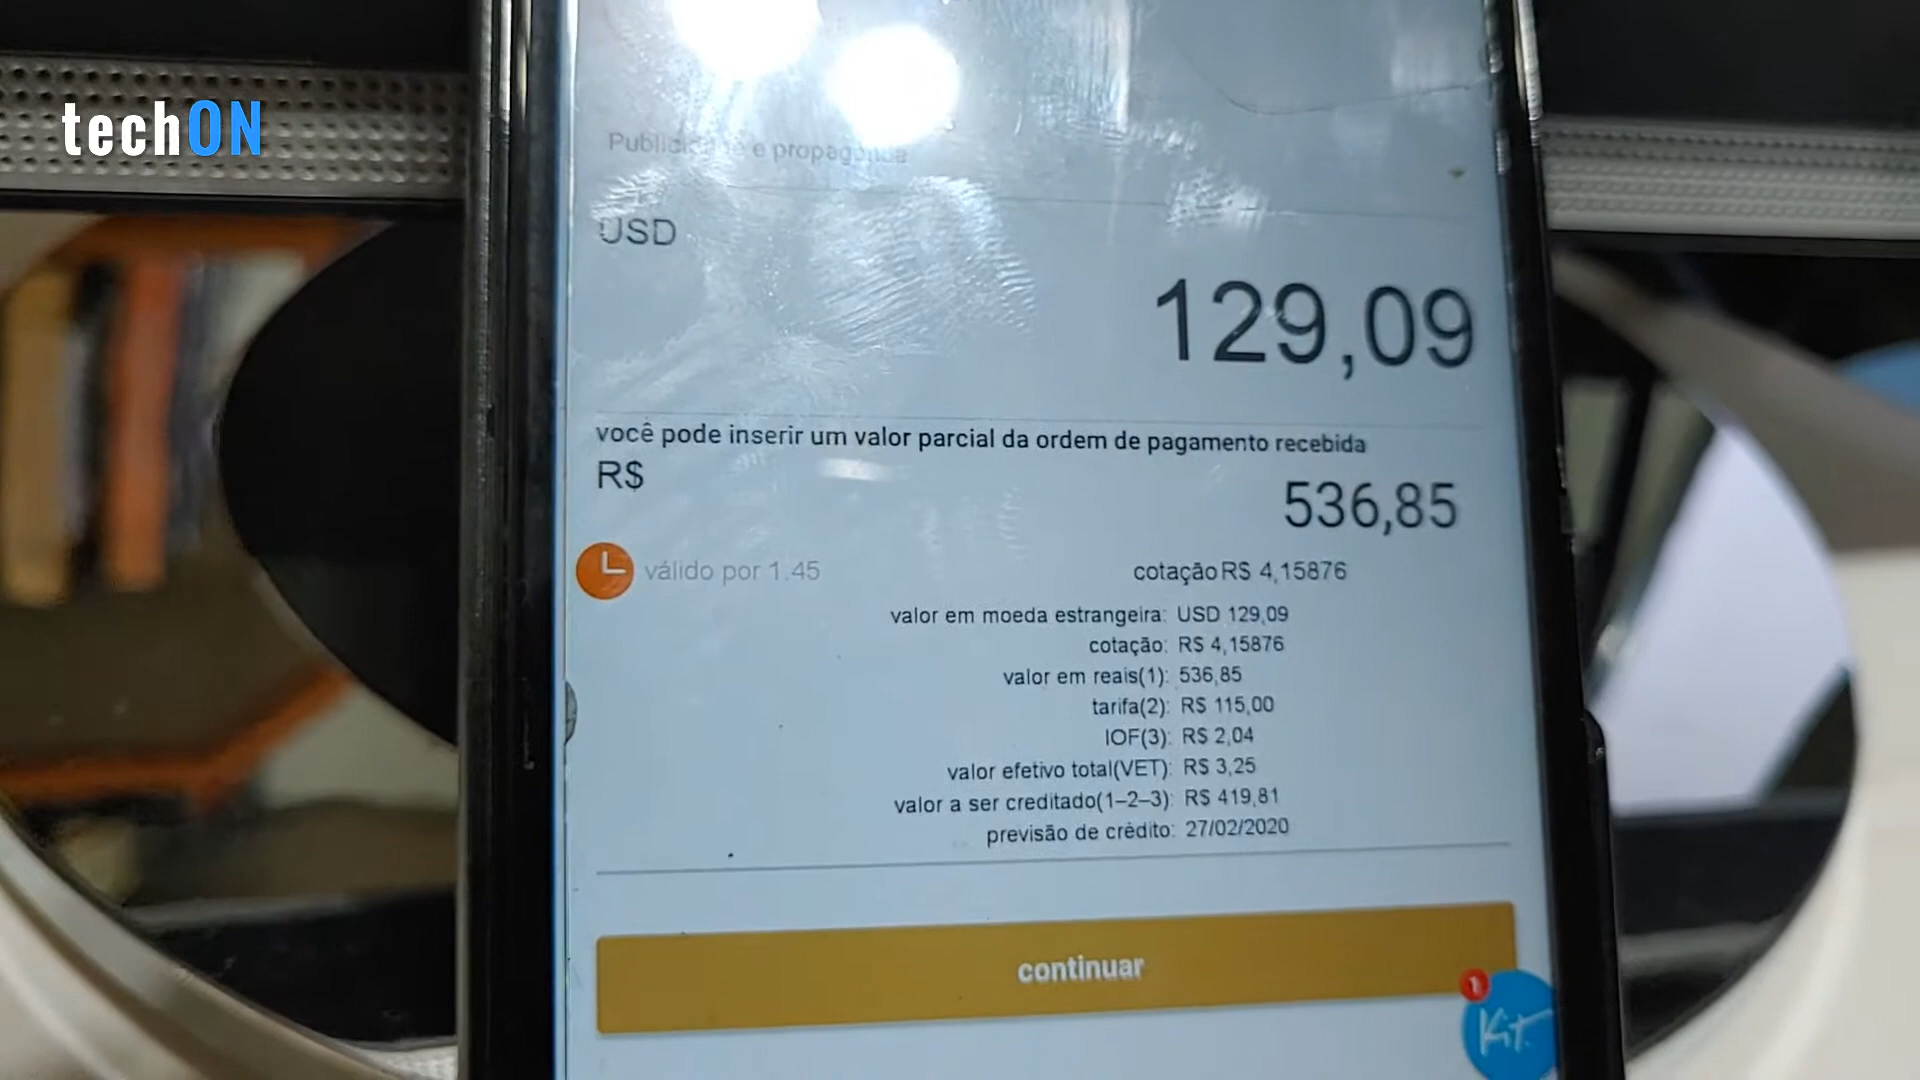 techON
Publicidade e propaganda
USD
129,09
você pode inserir um valor parcial da ordem de pagamento recebida
R$
536,85
válido por 1:45
cotação R$ 4,15876
valor em moeda estrangeira: USD 129,09
cotação: R$ 4,15876
valor em reais(1): 536,85
tarifa(2): R$ 115,00
IOF(3): R$ 2,04
valor efetivo total(VET): R$ 3,25
valor a ser creditado(1–2–3): R$ 419,81
previsão de crédito: 27/02/2020
continuar
1
Kit.